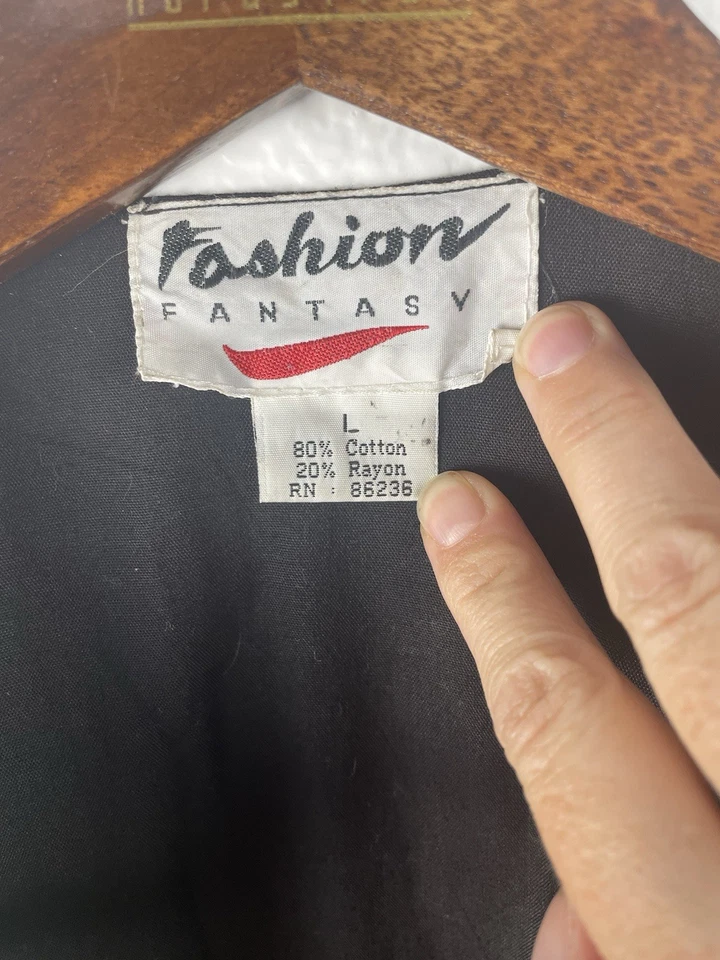 Fashion
FANTASY
L
80% Cotton
20% Rayon
RN : 86236